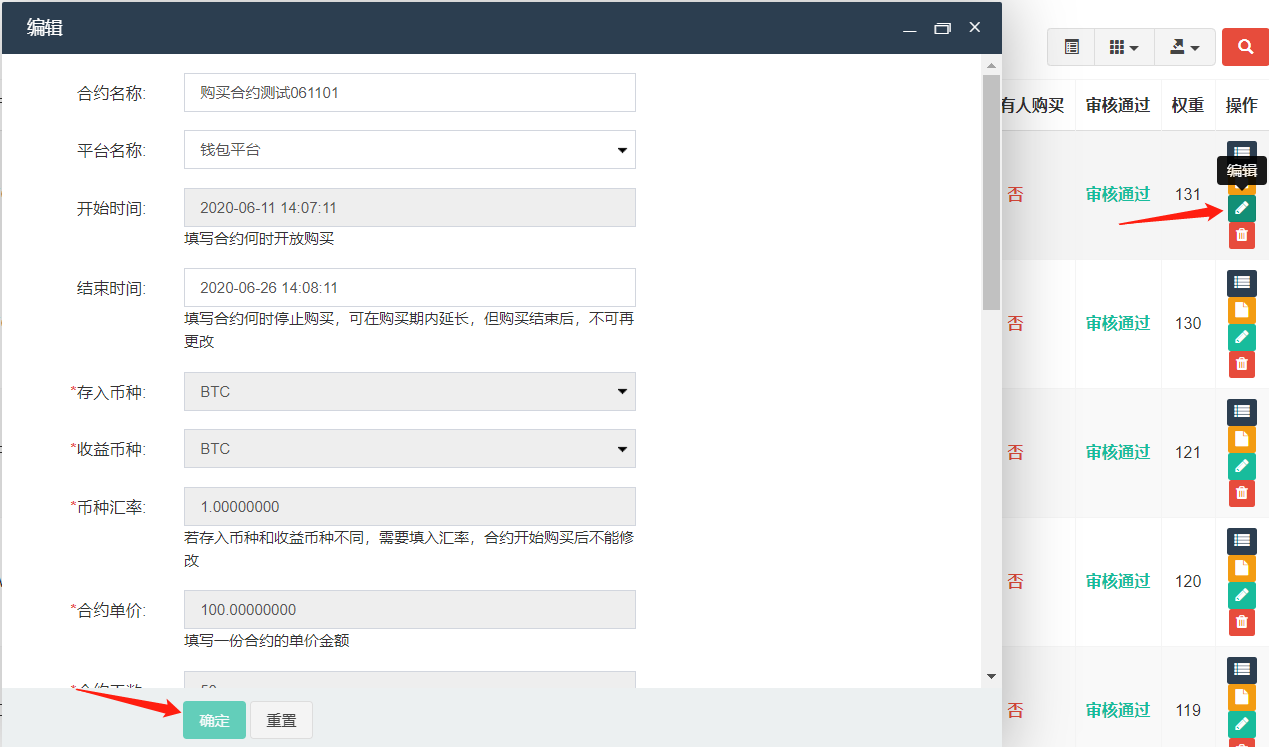 编辑
合约名称:
购买合约测试061101
平台名称:
钱包平台
开始时间:
2020-06-11 14:07:11
填写合约何时开放购买
结束时间:
2020-06-26 14:08:11
填写合约何时停止购买，可在购买期内延长，但购买结束后，不可再
更改
*存入币种:
BTC
*收益币种:
BTC
*币种汇率:
1.00000000
若存入币种和收益币种不同，需要填入汇率，合约开始购买后不能修
改
*合约单价:
100.00000000
填写一份合约的单价金额
确定 重置
有人购买 审核通过 权重 操作
编辑
否 审核通过 131
否 审核通过 130
否 审核通过 121
否 审核通过 120
否 审核通过 119